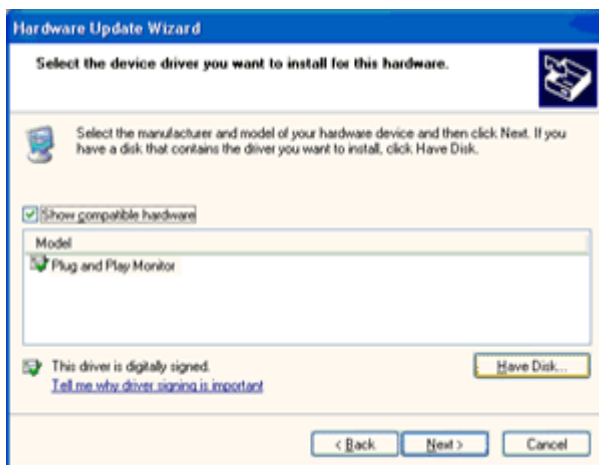 Hardware Update Wizard
Select the device driver you want to install for this hardware.
Select the manufacturer and model of your hardware device and then click Next. If you
have a disk that contains the driver you want to install, click Have Disk.
Show compatible hardware
Model
Plug and Play Monitor
This driver is digitally signed.
Have Disk...
Tell me why driver signing is important
< Back
Next >
Cancel